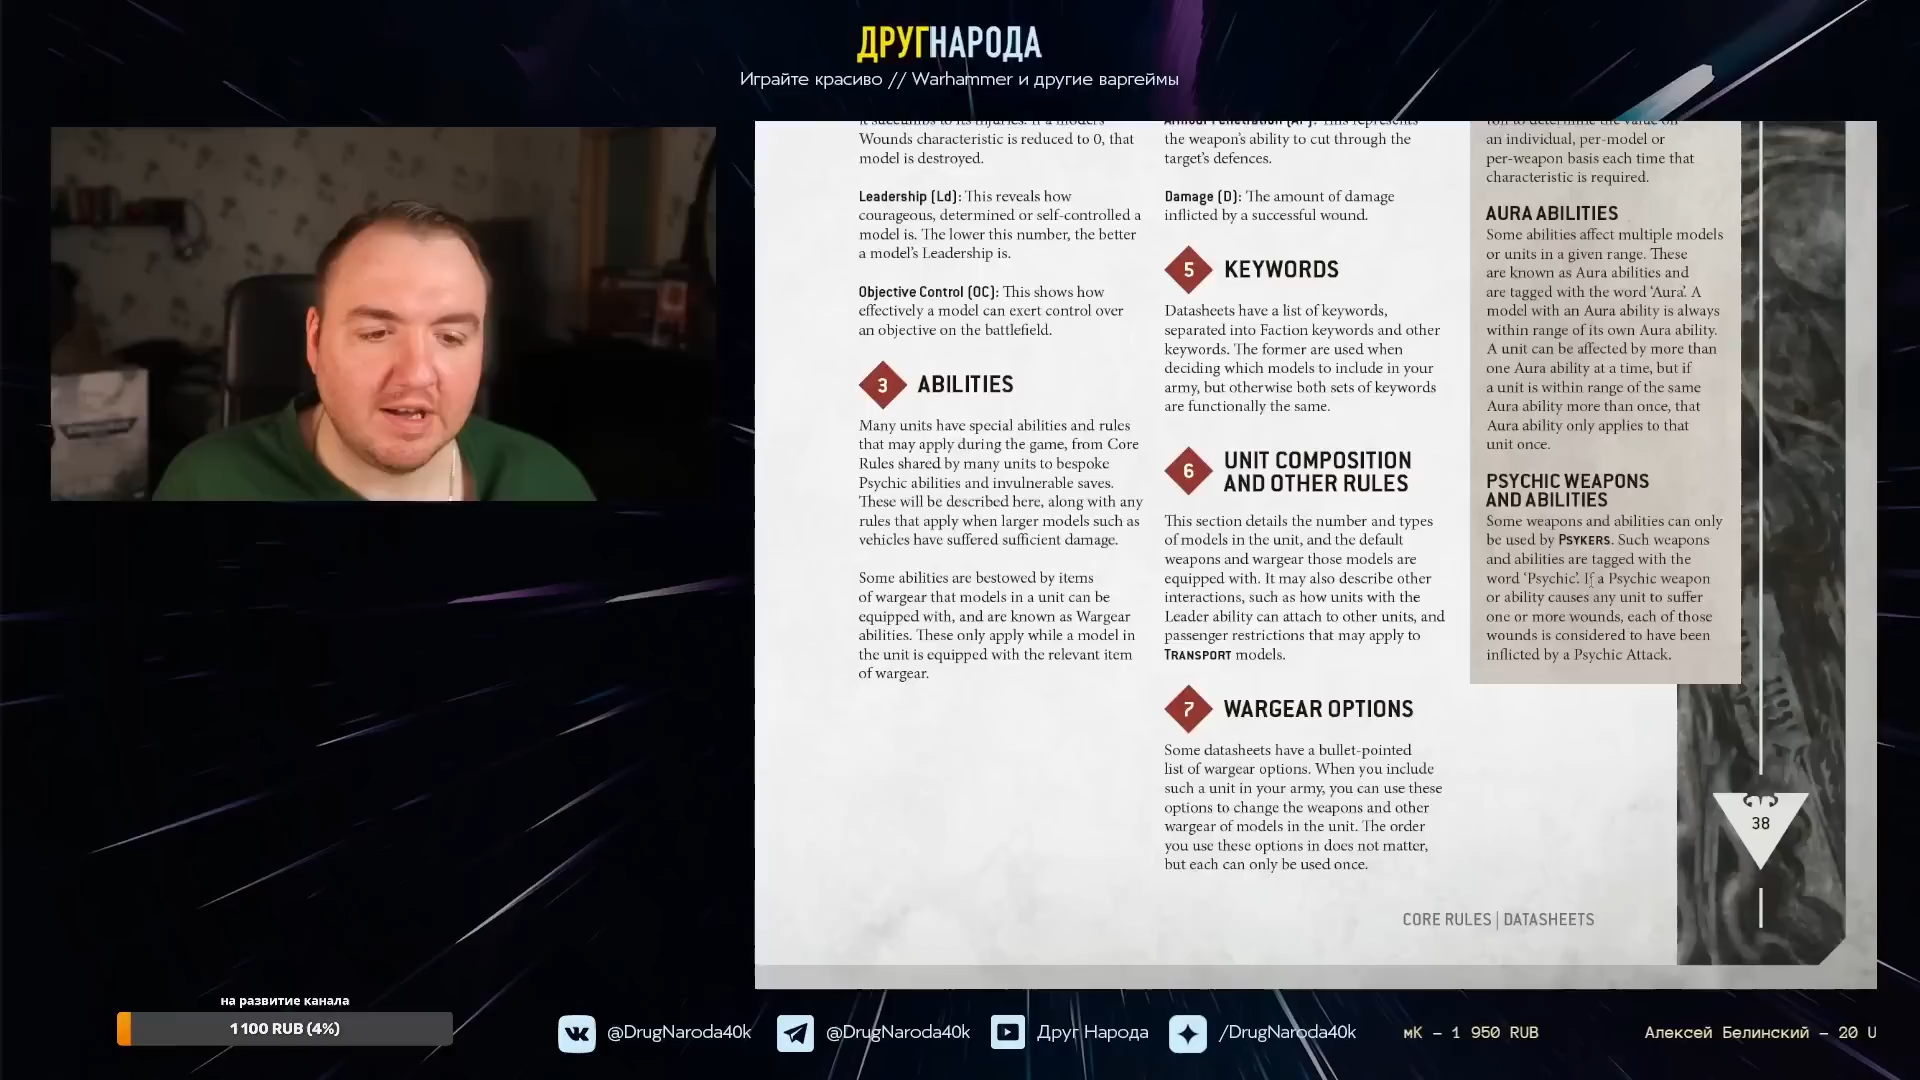 ДРУГНАРОДА
Играйте красиво // Warhammer и другие варгеймы
it succumbs to its injuries. If a model's
Wounds characteristic is reduced to 0, that
model is destroyed.
Leadership (Ld): This reveals how
courageous, determined or self-controlled a
model is. The lower this number, the better
a model's Leadership is.
Objective Control (OC): This shows how
effectively a model can exert control over
an objective on the battlefield.
3 ABILITIES
Many units have special abilities and rules
that may apply during the game, from Core
Rules shared by many units to bespoke
Psychic abilities and invulnerable saves.
These will be described here, along with any
rules that apply when larger models such as
vehicles have suffered sufficient damage.
Some abilities are bestowed by items
of wargear that models in a unit can be
equipped with, and are known as Wargear
abilities. These only apply while a model in
the unit is equipped with the relevant item
of wargear.
Armour Penetration (AP): This represents
the weapon's ability to cut through the
target's defences.
Damage (D): The amount of damage
inflicted by a successful wound.
5 KEYWORDS
Datasheets have a list of keywords,
separated into Faction keywords and other
keywords. The former are used when
deciding which models to include in your
army, but otherwise both sets of keywords
are functionally the same.
6 UNIT COMPOSITION
AND OTHER RULES
This section details the number and types
of models in the unit, and the default
weapons and wargear those models are
equipped with. It may also describe other
interactions, such as how units with the
Leader ability can attach to other units, and
passenger restrictions that may apply to
TRANSPORT models.
7 WARGEAR OPTIONS
Some datasheets have a bullet-pointed
list of wargear options. When you include
such a unit in your army, you can use these
options to change the weapons and other
wargear of models in the unit. The order
you use these options in does not matter,
but each can only be used once.
roll to determine the value on
an individual, per-model or
per-weapon basis each time that
characteristic is required.
AURA ABILITIES
Some abilities affect multiple models
or units in a given range. These
are known as Aura abilities and
are tagged with the word 'Aura'. A
model with an Aura ability is always
within range of its own Aura ability.
A unit can be affected by more than
one Aura ability at a time, but if
a unit is within range of the same
Aura ability more than once, that
Aura ability only applies to that
unit once.
PSYCHIC WEAPONS
AND ABILITIES
Some weapons and abilities can only
be used by PSYKERS. Such weapons
and abilities are tagged with the
word 'Psychic'. If a Psychic weapon
or ability causes any unit to suffer
one or more wounds, each of those
wounds is considered to have been
inflicted by a Psychic Attack.
38
CORE RULES | DATASHEETS
на развитие канала
1 100 RUB (4%)
@DrugNaroda40k
@DrugNaroda40k
Друг Народа
/DrugNaroda40k
мК – 1 950 RUB
Алексей Белинский – 20 U